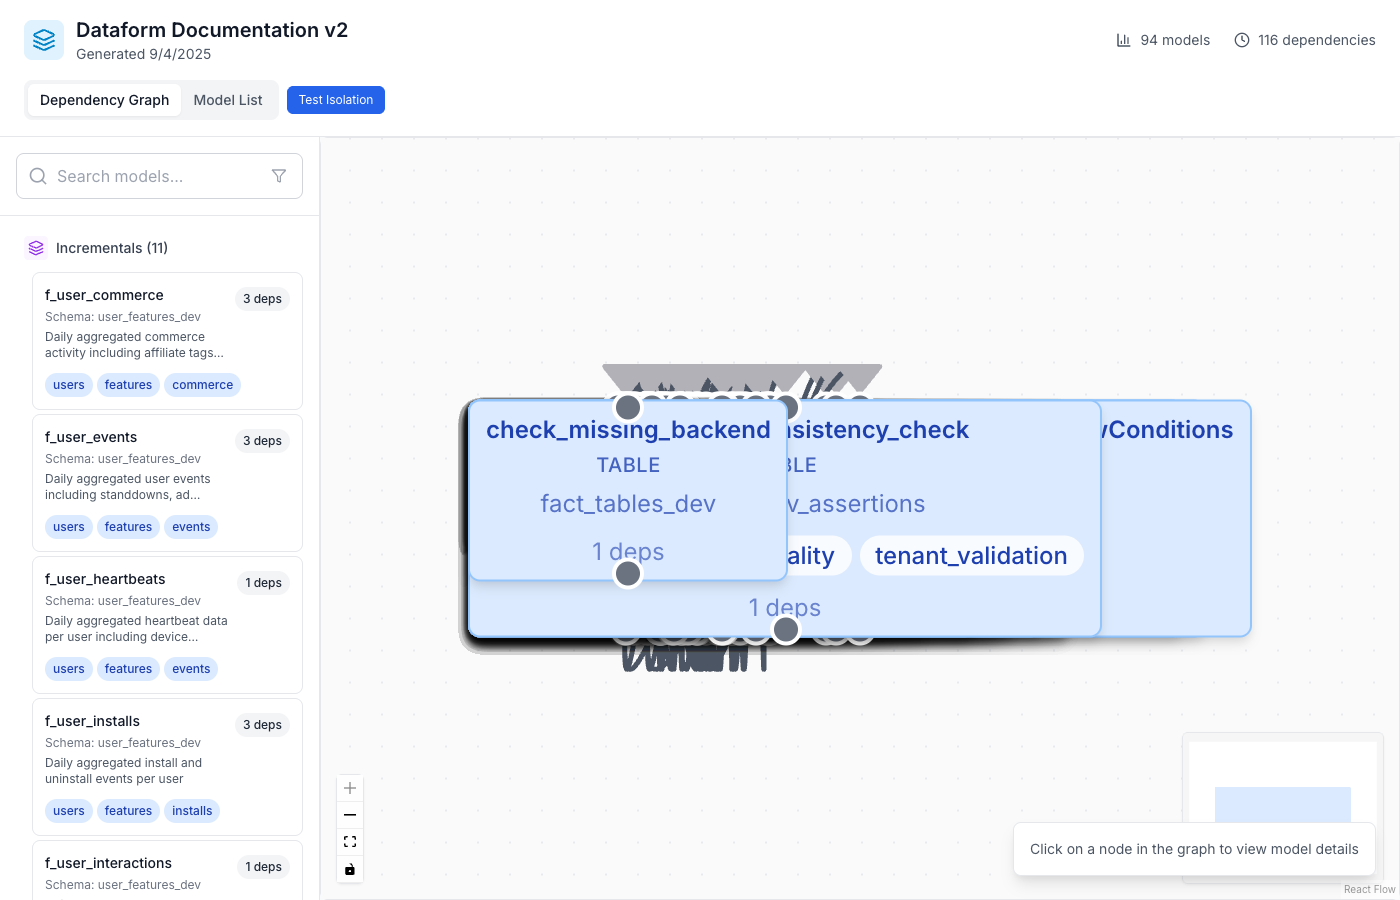 Dataform Documentation v2
Generated 9/4/2025
94 models
116 dependencies
Dependency Graph
Model List
Test Isolation
Search models...
Incrementals (11)
f_user_commerce
3 deps
Schema: user_features_dev
Daily aggregated commerce
activity including affiliate tags...
users
features
commerce
f_user_events
3 deps
Schema: user_features_dev
Daily aggregated user events
including standdowns, ad...
users
features
events
f_user_heartbeats
1 deps
Schema: user_features_dev
Daily aggregated heartbeat data
per user including device...
users
features
events
f_user_installs
3 deps
Schema: user_features_dev
Daily aggregated install and
uninstall events per user
users
features
installs
f_user_interactions
1 deps
Schema: user_features_dev
check_missing_backend
TABLE
fact_tables_dev
1 deps
nsistency_check
BLE
v_assertions
ality
tenant_validation
1 deps
Conditions
Click on a node in the graph to view model details
React Flow